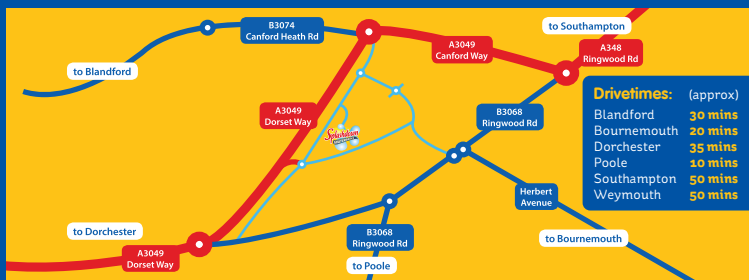 B3074
Canford Heath Rd
to Southampton
A3049
Canford Way
A348
Ringwood Rd
to Blandford
Drivetimes: (approx)
Blandford 30 mins
Bournemouth 20 mins
Dorchester 35 mins
Poole 10 mins
Southampton 50 mins
Weymouth 50 mins
A3049
Dorset Way
B3068
Ringwood Rd
Splashdown
Herbert
Avenue
to Dorchester
B3068
Ringwood Rd
to Bournemouth
A3049
Dorset Way
to Poole